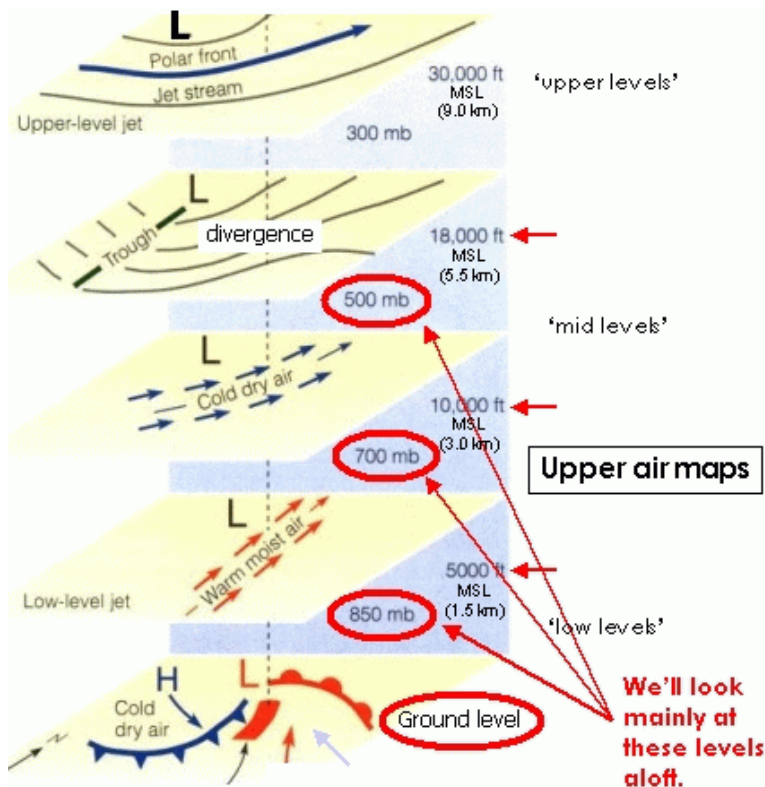 L
Polar front
Jet stream
Upper-level jet
30,000 ft
MSL
(9.0 km)
300 mb
'upper levels'
L
Trough
divergence
18,000 ft
MSL
(5.5 km)
500 mb
'mid levels'
L
Cold dry air
10,000 ft
MSL
(3.0 km)
700 mb
Upper air maps
L
Warm moist air
Low-level jet
5000 ft
MSL
(1.5 km)
850 mb
'low levels'
H
L
Cold
dry air
N
Ground level
We'll look
mainly at
these levels
aloft.